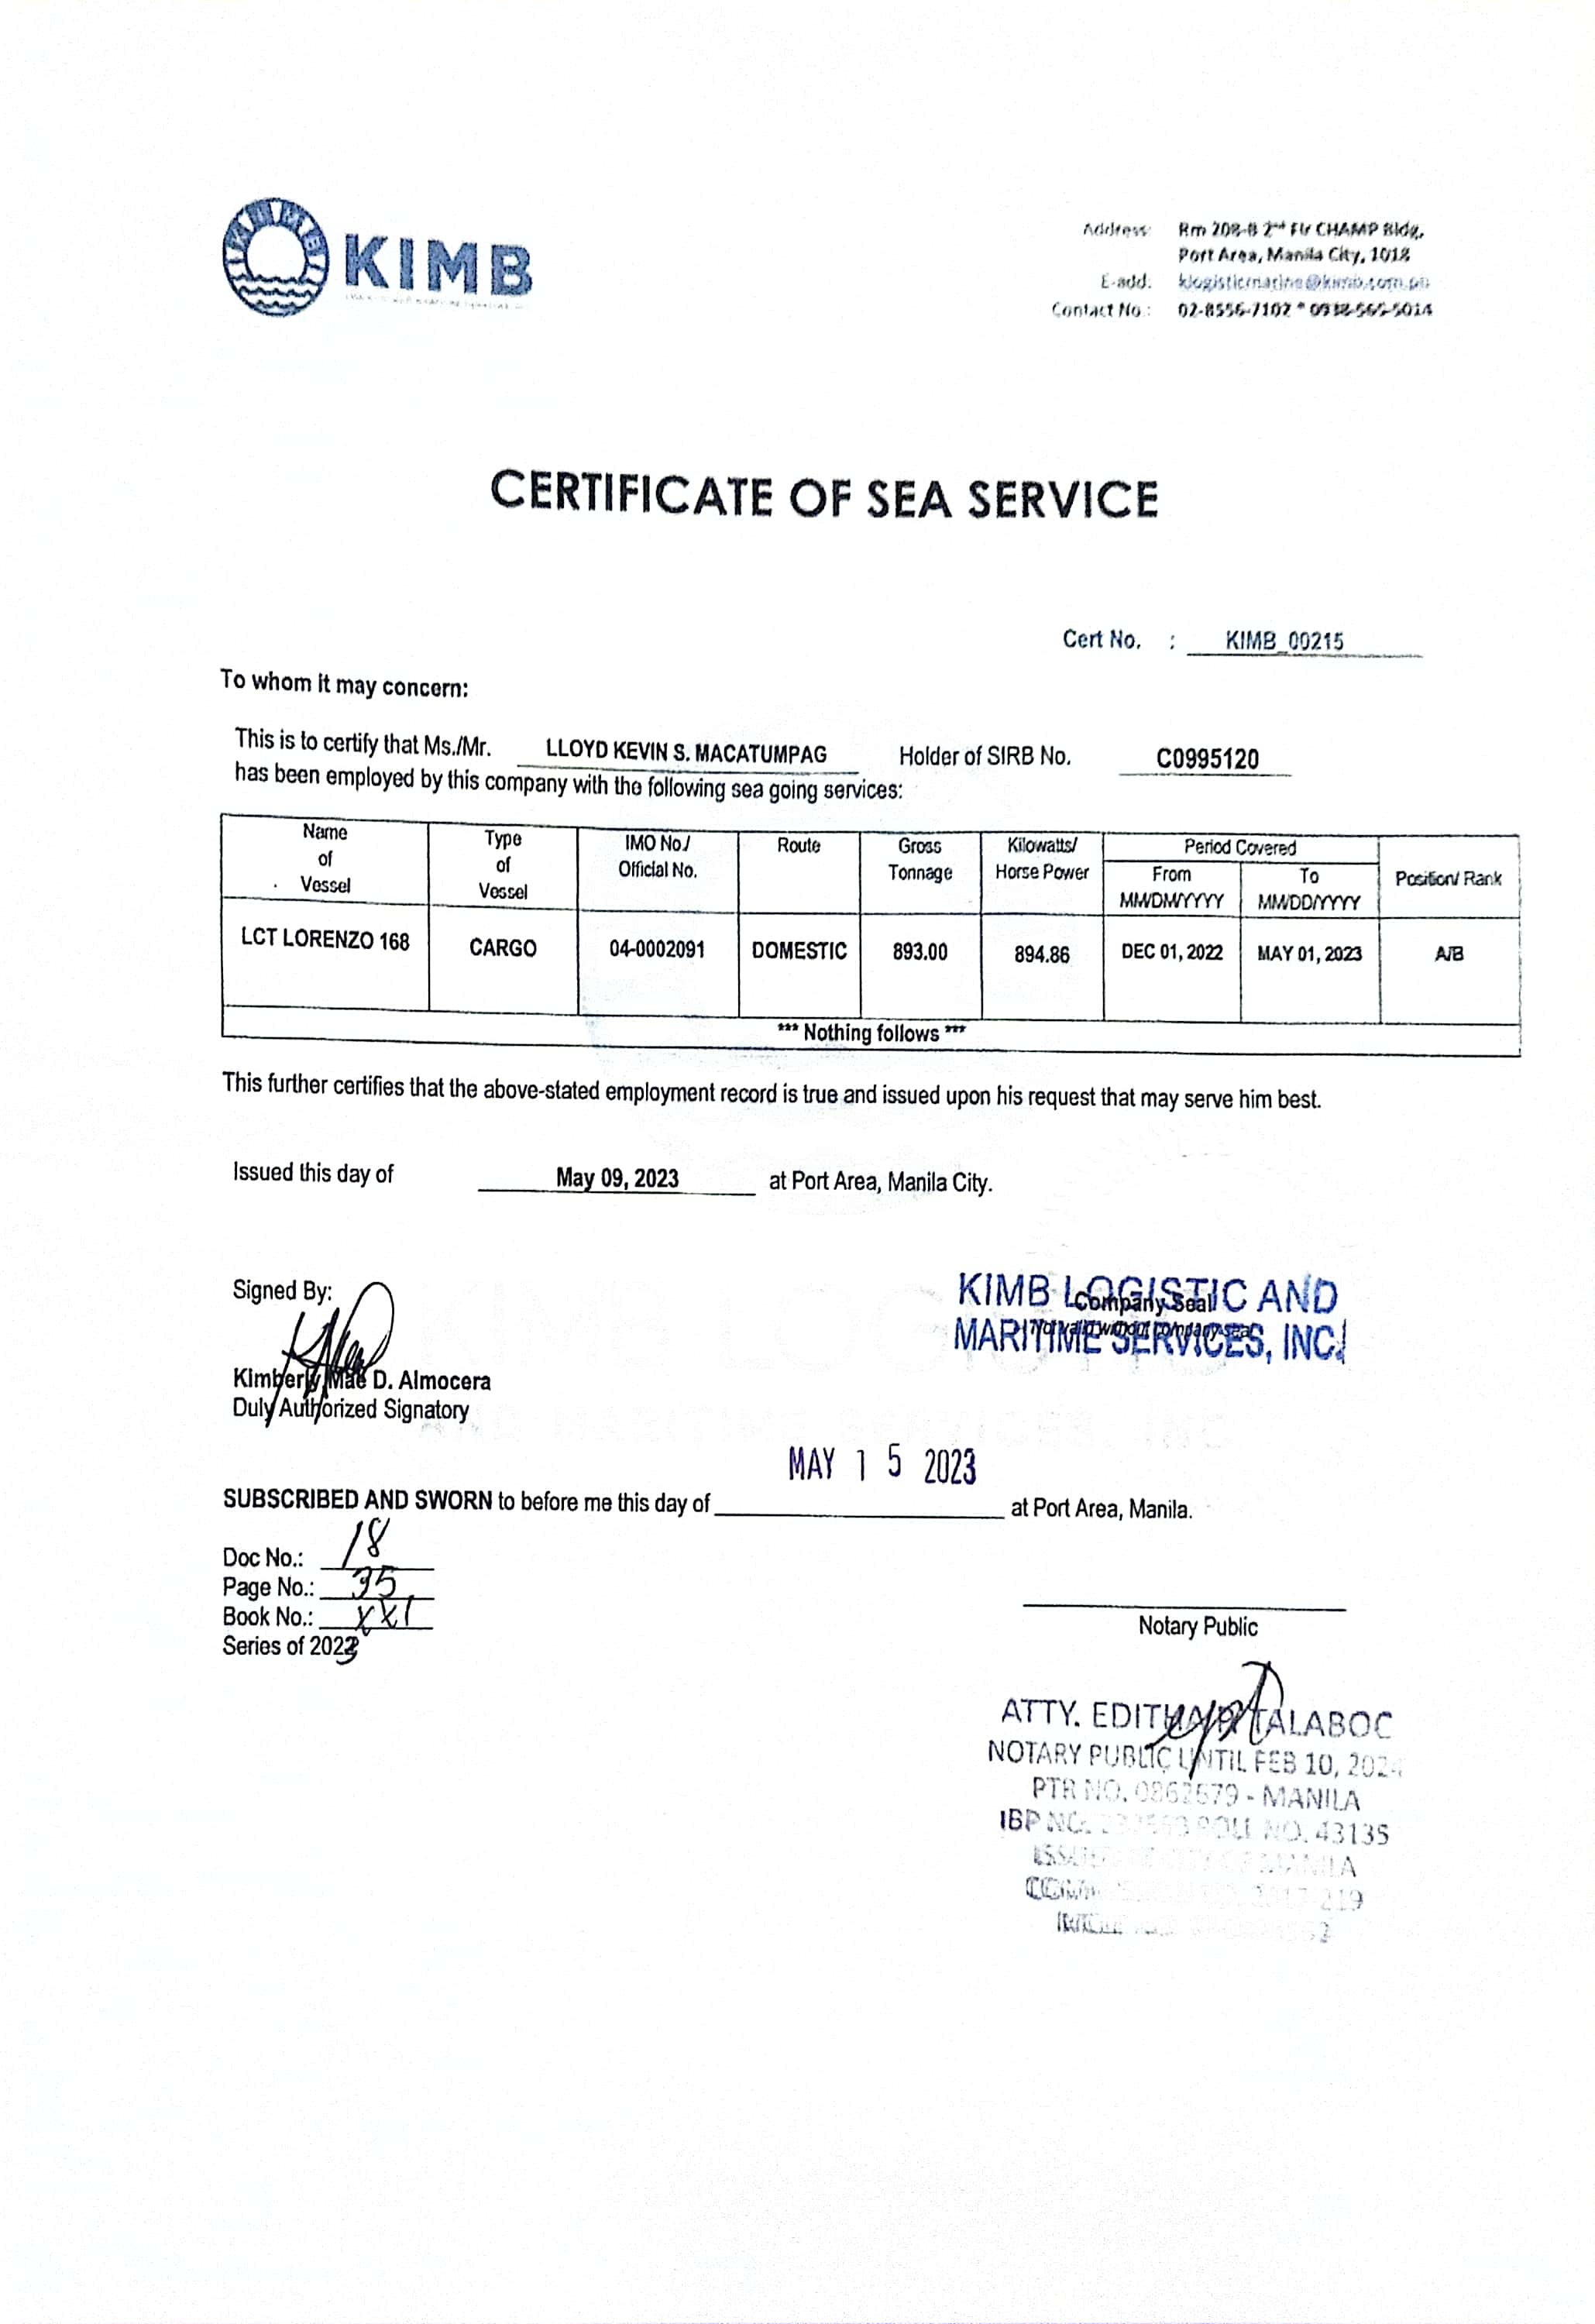 KIMB
Address: Rm 208-B 2nd Flr CHAMP Bldg,
Port Area, Manila City, 1018
E-add: klogisticmarine@kimb.com.ph
Contact No.: 02-8556-7102 * 0938-565-5014
CERTIFICATE OF SEA SERVICE
Cert No. : KIMB_00215
To whom it may concern:
This is to certify that Ms./Mr. LLOYD KEVIN S. MACATUMPAG Holder of SIRB No. C0995120
has been employed by this company with the following sea going services:
Name of Vessel Type of Vessel IMO No./ Official No. Route Gross Tonnage Kilowatts/ Horse Power Period Covered Position/ Rank
From MM/DM/YYYY To MM/DD/YYYY
LCT LORENZO 168 CARGO 04-0002091 DOMESTIC 893.00 894.86 DEC 01, 2022 MAY 01, 2023 A/B
*** Nothing follows ***
This further certifies that the above-stated employment record is true and issued upon his request that may serve him best.
Issued this day of May 09, 2023 at Port Area, Manila City.
Signed By:
Kimberly Mae D. Almocera
Duly Authorized Signatory
KIMB LOGISTIC AND
Company Seal
MARITIME SERVICES, INC.
Not valid without company seal
MAY 15 2023
SUBSCRIBED AND SWORN to before me this day of at Port Area, Manila.
Doc No.: 18
Page No.: 35
Book No.: XXI
Series of 2023
Notary Public
ATTY. EDITHA TALABOC
NOTARY PUBLIC UNTIL FEB 10, 2024
PTR NO. 0862679 - MANILA
IBP NO. ROLL NO. 43135
MANILA